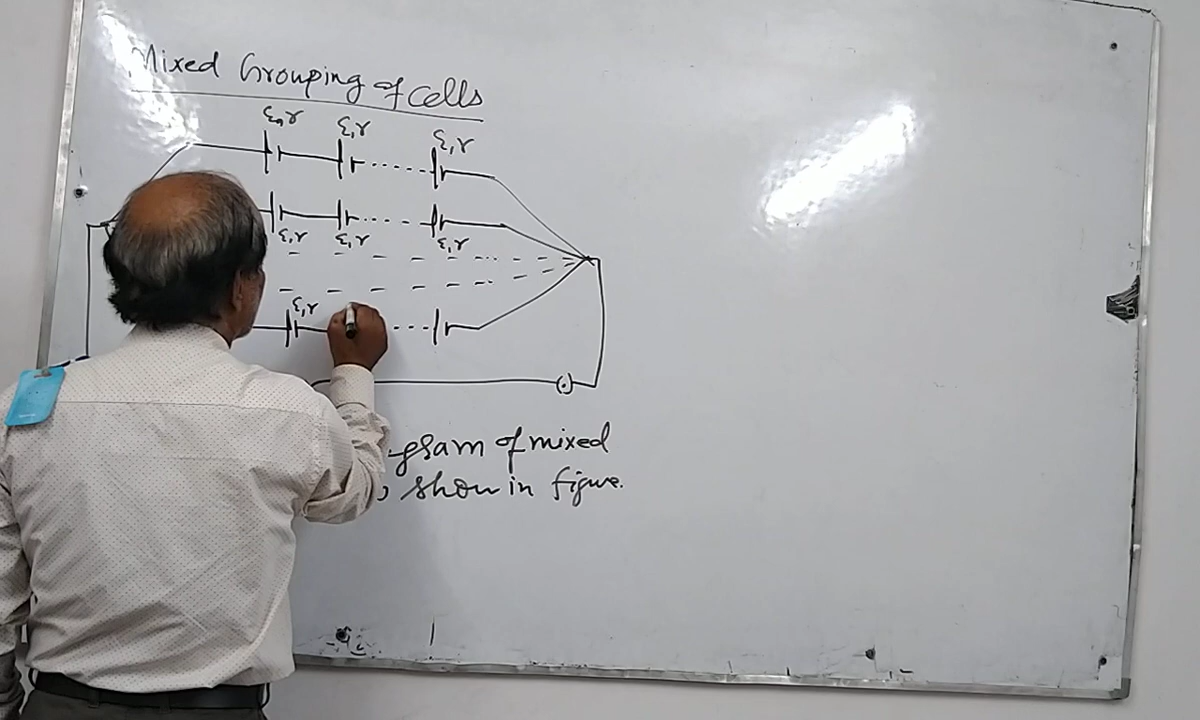 Mixed Grouping of Cells
ε,r ε,r ε,r
ε,r ε,r ε,r
ε,r
gram of mixed
, show in figure.